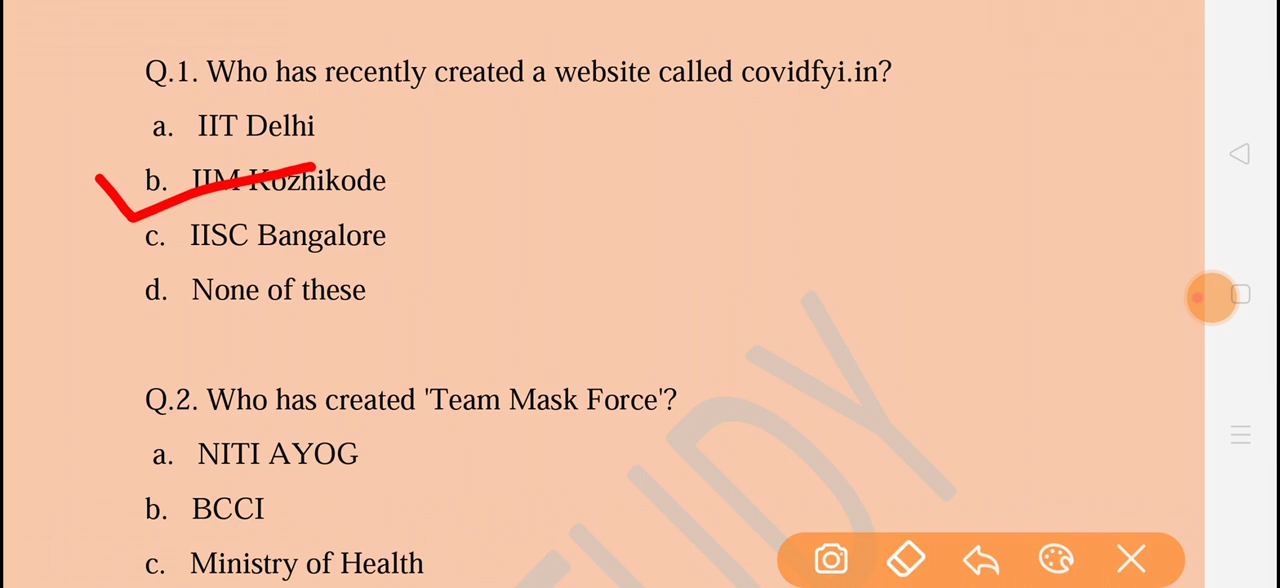 Q.1. Who has recently created a website called covidfyi.in?
a. IIT Delhi
b. IIM Kozhikode
c. IISC Bangalore
d. None of these
Q.2. Who has created 'Team Mask Force'?
a. NITI AYOG
b. BCCI
c. Ministry of Health